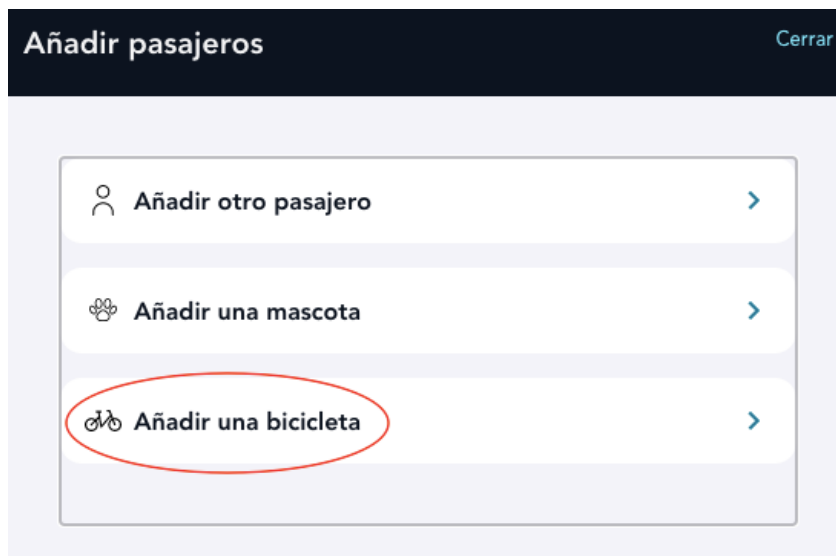 Añadir pasajeros
Cerrar
Añadir otro pasajero
Añadir una mascota
Añadir una bicicleta